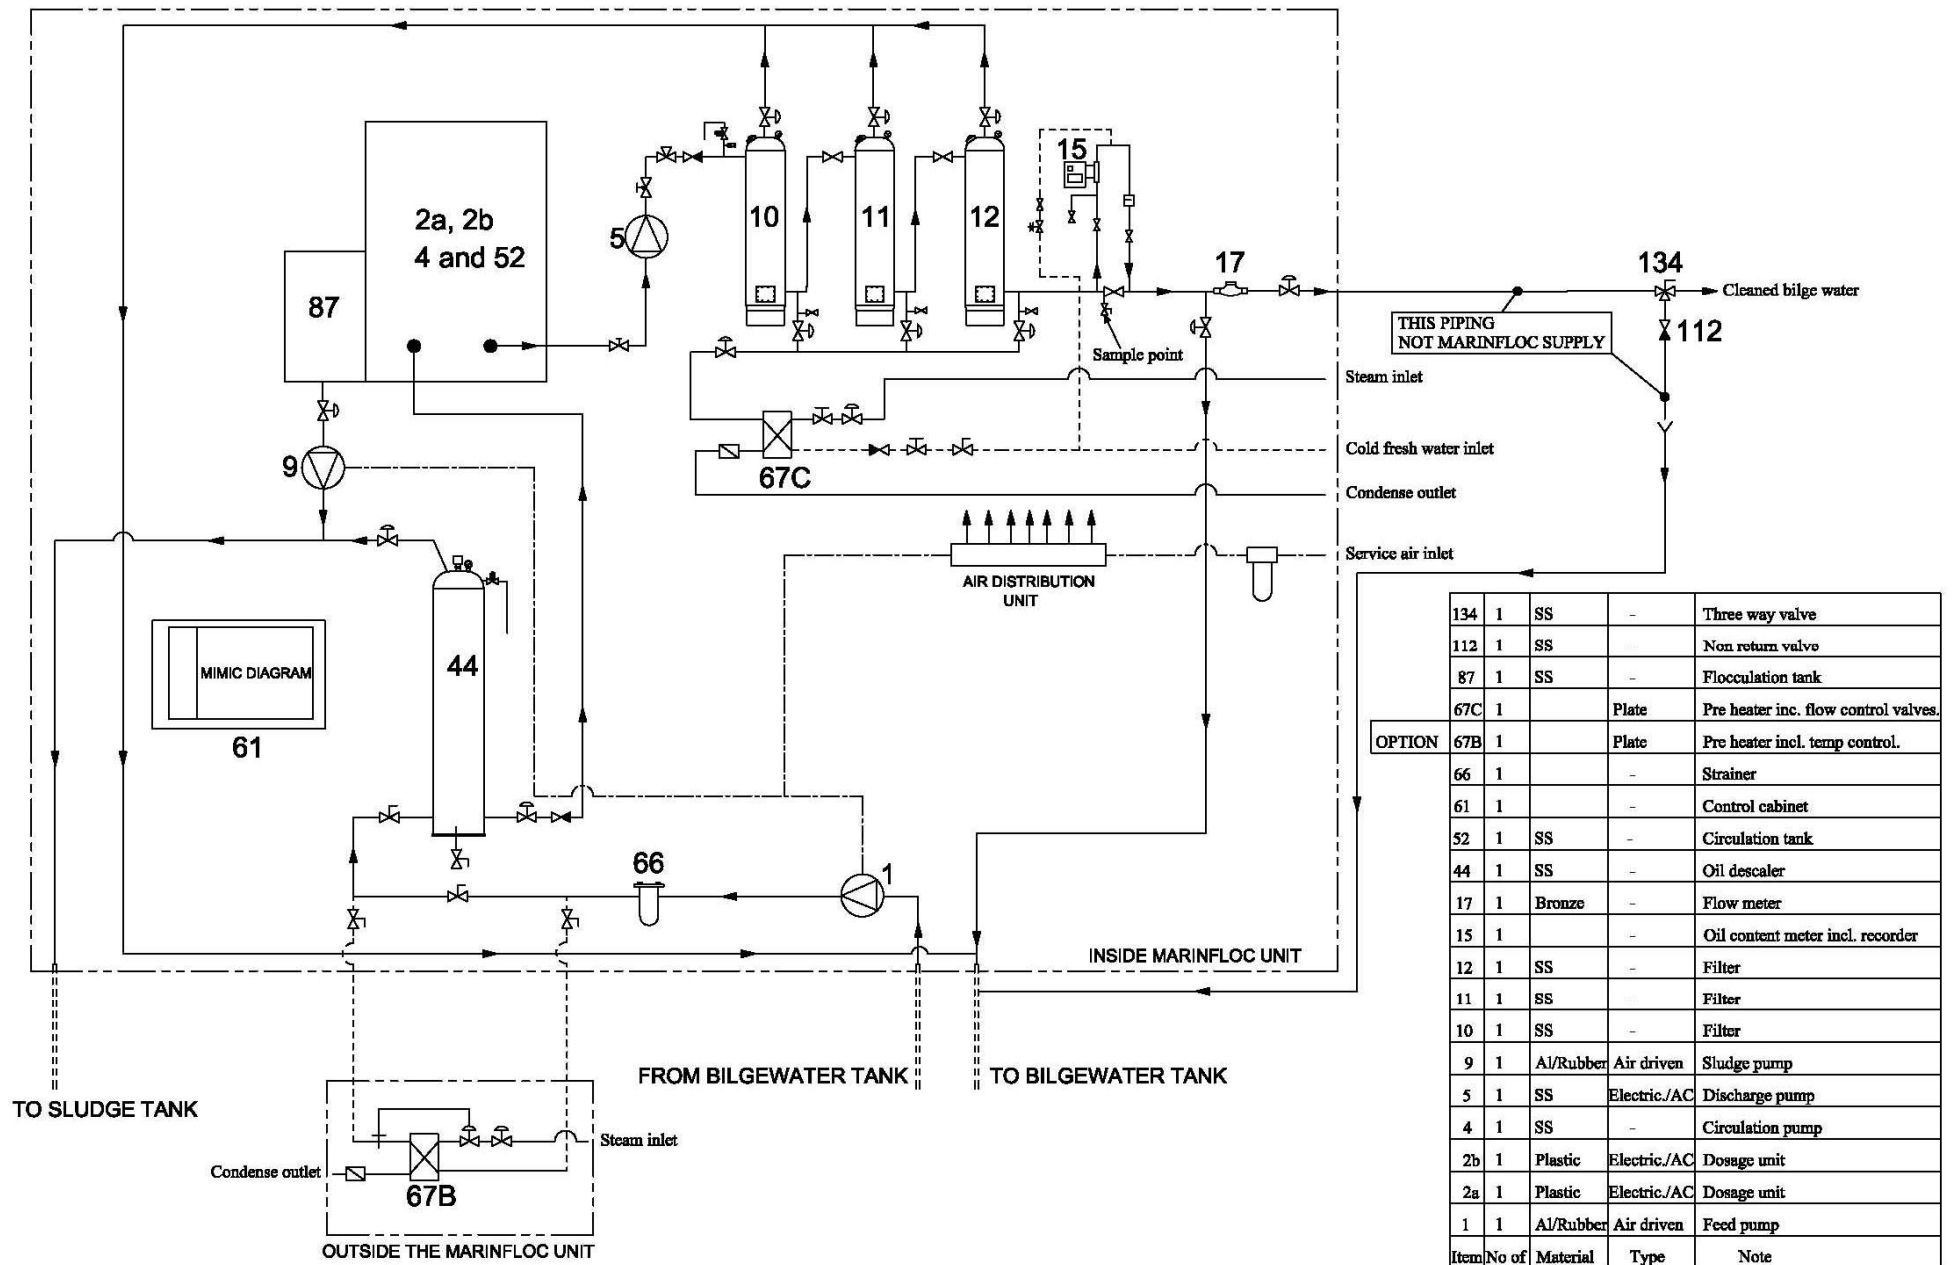 2a, 2b
4 and 52
87
5
10
11
12
15
17
134
Cleaned bilge water
THIS PIPING
NOT MARINFLOC SUPPLY
112
Sample point
Steam inlet
Cold fresh water inlet
67C
Condense outlet
9
Service air inlet
AIR DISTRIBUTION
UNIT
MIMIC DIAGRAM
61
44
66
1
INSIDE MARINFLOC UNIT
FROM BILGEWATER TANK
TO BILGEWATER TANK
TO SLUDGE TANK
Steam inlet
Condense outlet
67B
OUTSIDE THE MARINFLOC UNIT
134 1 SS - Three way valve
112 1 SS Non return valve
87 1 SS - Flocculation tank
67C 1 Plate Pre heater inc. flow control valves.
OPTION 67B 1 Plate Pre heater incl. temp control.
66 1 - Strainer
61 1 - Control cabinet
52 1 SS - Circulation tank
44 1 SS - Oil descaler
17 1 Bronze - Flow meter
15 1 - Oil content meter incl. recorder
12 1 SS - Filter
11 1 SS Filter
10 1 SS - Filter
9 1 Al/Rubber Air driven Sludge pump
5 1 SS Electric./AC Discharge pump
4 1 SS - Circulation pump
2b 1 Plastic Electric./AC Dosage unit
2a 1 Plastic Electric./AC Dosage unit
1 1 Al/Rubber Air driven Feed pump
Item No of Material Type Note